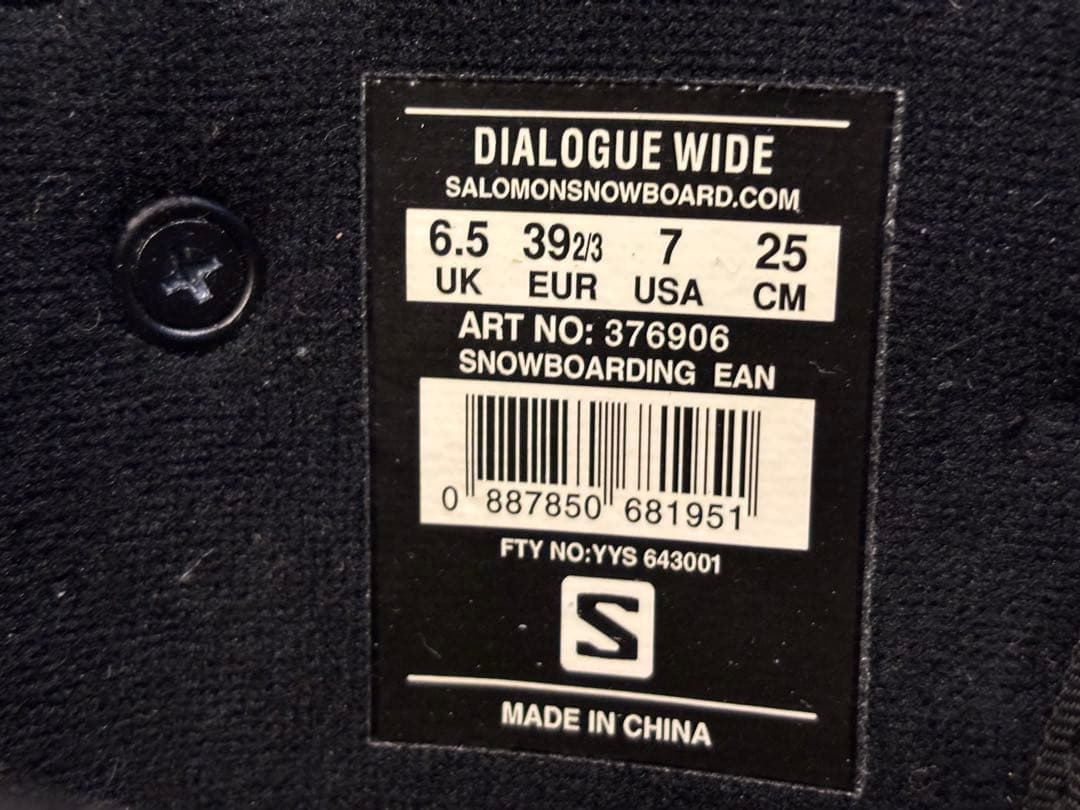 DIALOGUE WIDE
SALOMONSNOWBOARD.COM
6.5 39 2/3 7 25
UK EUR USA CM
ART NO: 376906
SNOWBOARDING EAN
0 887850 681951
FTY NO:YYS 643001
S
MADE IN CHINA